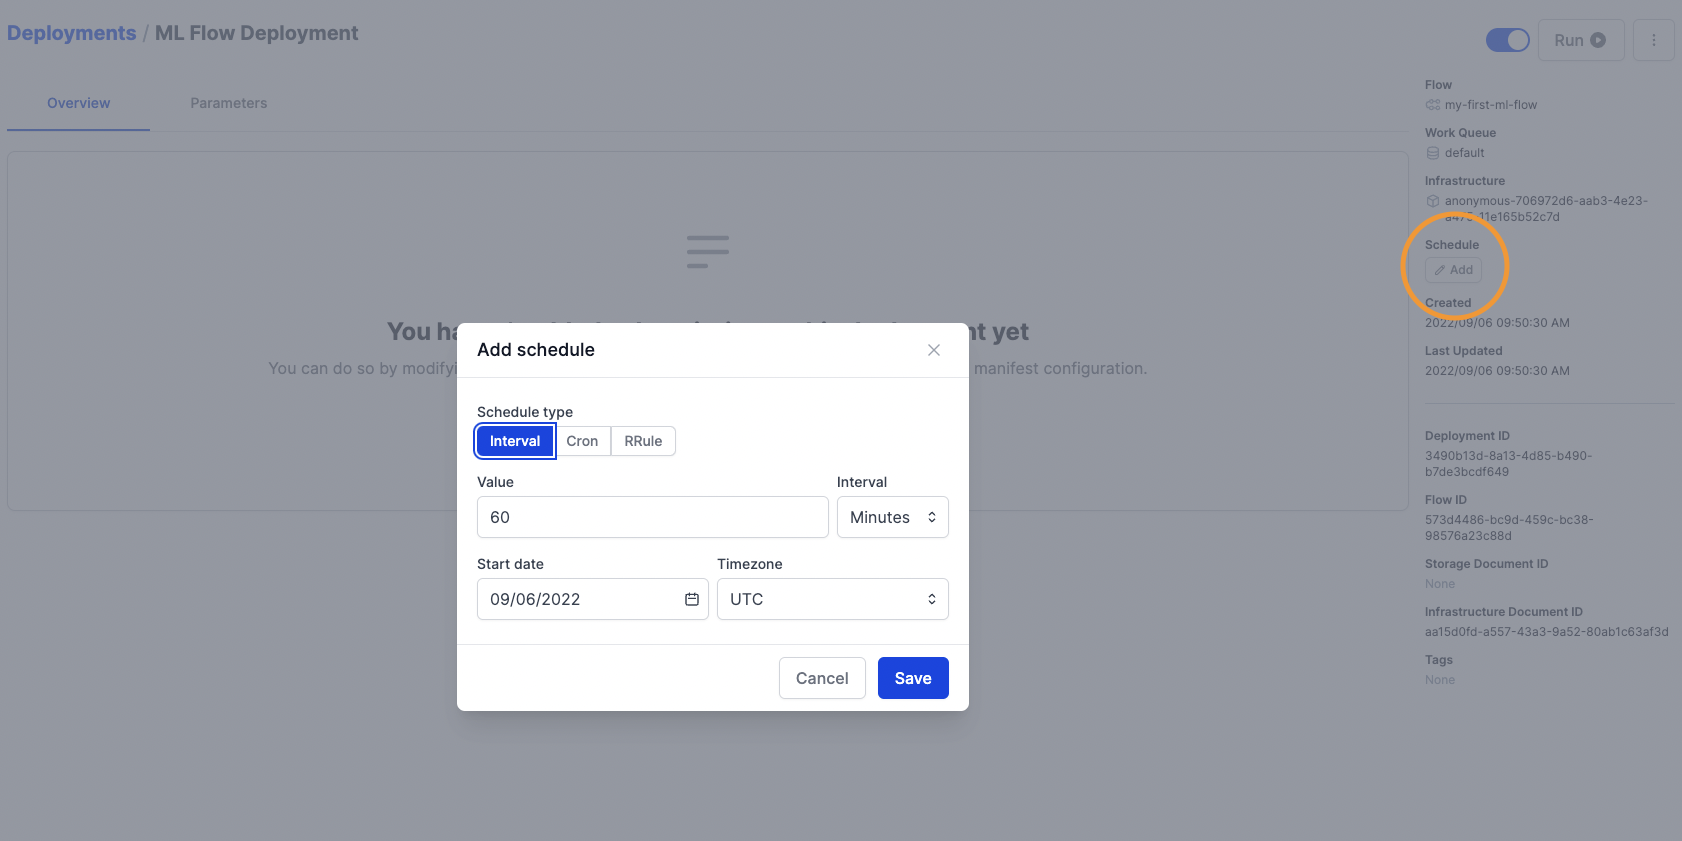 Deployments / ML Flow Deployment
Run
Overview
Parameters
You ha
nt yet
You can do so by modifyi
manifest configuration.
Add schedule
Schedule type
Interval
Cron
RRule
Value
Interval
60
Minutes
Start date
Timezone
09/06/2022
UTC
Cancel
Save
Flow
my-first-ml-flow
Work Queue
default
Infrastructure
anonymous-706972d6-aab3-4e23-
11e165b52c7d
Schedule
Add
Created
2022/09/06 09:50:30 AM
Last Updated
2022/09/06 09:50:30 AM
Deployment ID
3490b13d-8a13-4d85-b490-
b7de3bcdf649
Flow ID
573d4486-bc9d-459c-bc38-
98576a23c88d
Storage Document ID
None
Infrastructure Document ID
aa15d0fd-a557-43a3-9a52-80ab1c63af3d
Tags
None